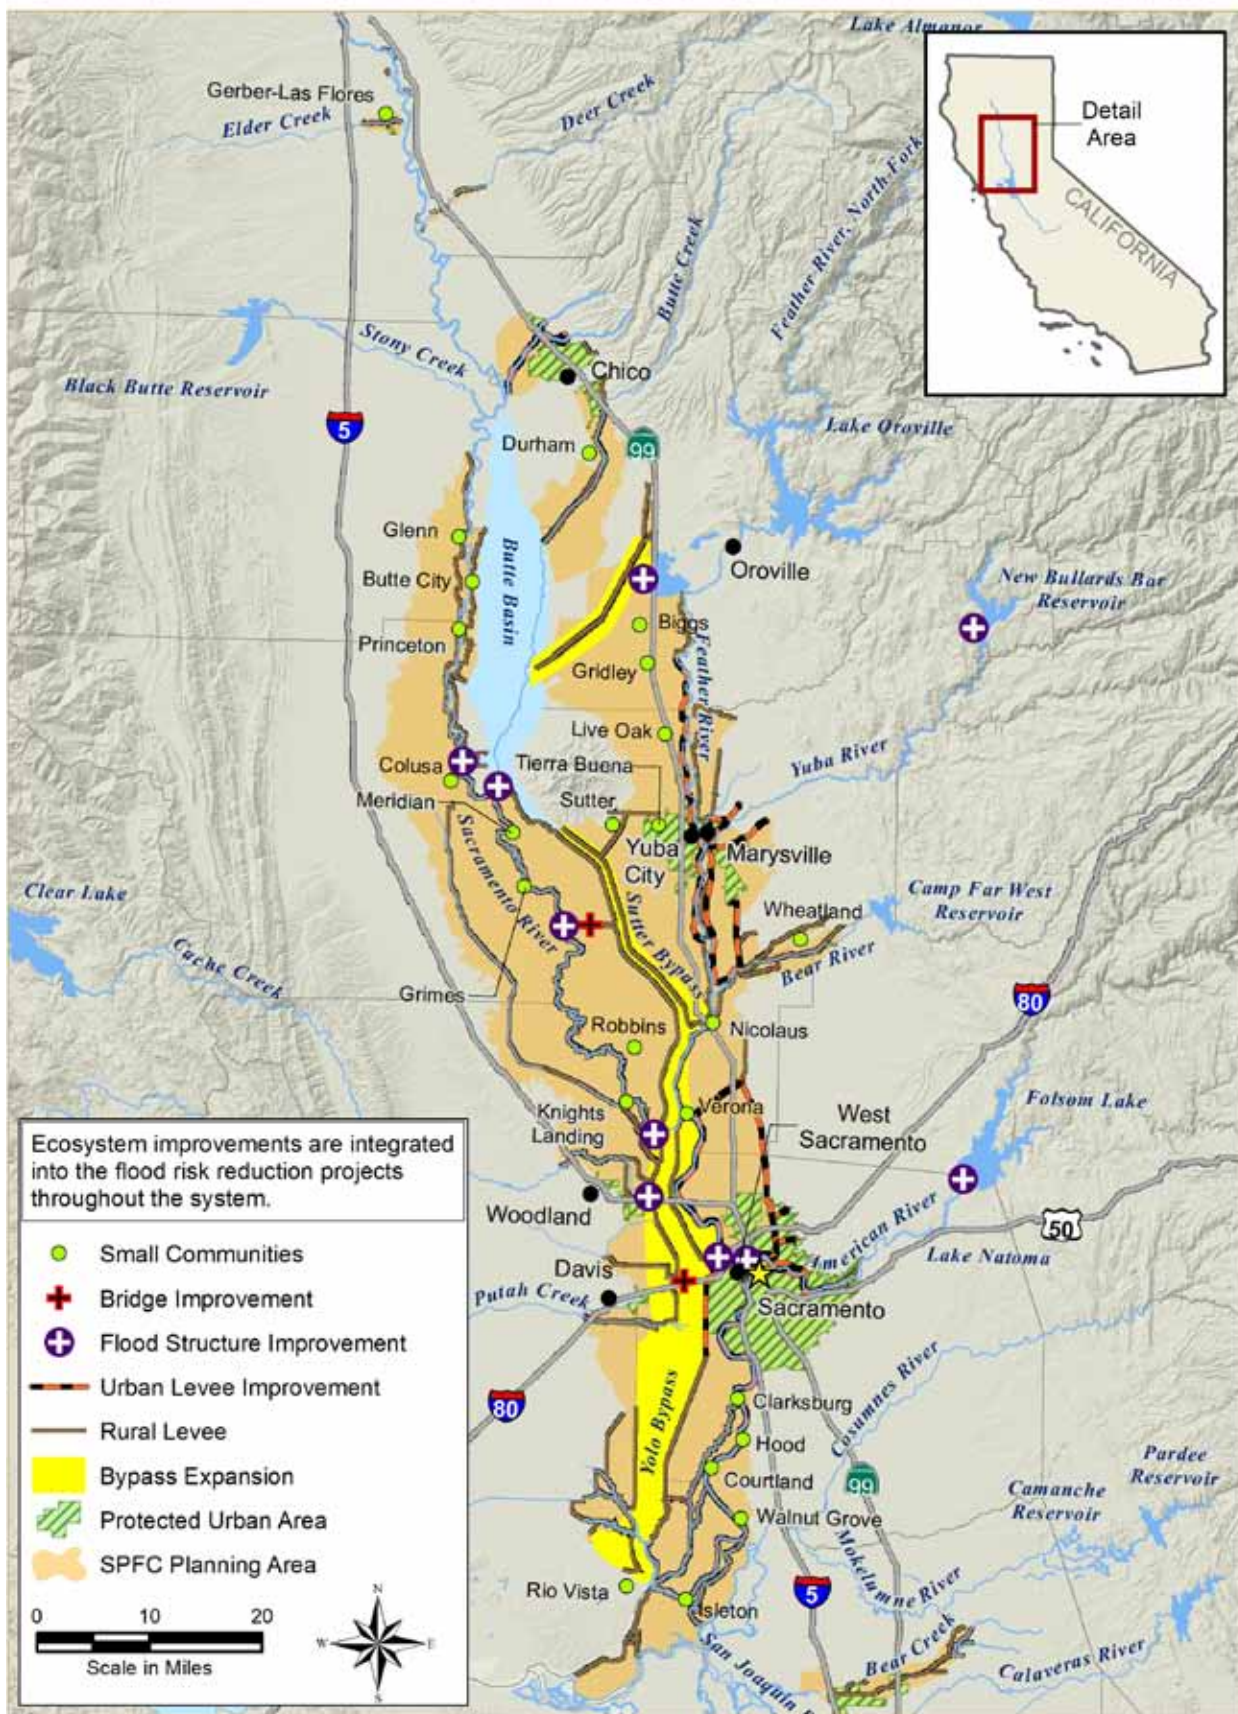 Lake Almanor
Gerber-Las Flores
Elder Creek
Deer Creek
Feather River, North Fork
Detail
Area
CALIFORNIA
Butte Creek
Stony Creek
Black Butte Reservoir
Chico
5
99
Lake Oroville
Durham
Glenn
Butte City
Butte Basin
Oroville
New Bullards Bar
Reservoir
Princeton
Biggs
Gridley
Feather River
Live Oak
Colusa
Tierra Buena
Yuba River
Meridian
Sutter
Yuba
City
Marysville
Sacramento River
Clear Lake
Camp Far West
Reservoir
Wheatland
Sutter Bypass
Bear River
Cache Creek
Grimes
80
Robbins
Nicolaus
Folsom Lake
Knights
Landing
Verona
West
Sacramento
Woodland
American River
50
Lake Natoma
Davis
Putah Creek
Sacramento
80
Yolo Bypass
Clarksburg
Cosumnes River
Hood
Courtland
99
Pardee
Reservoir
Camanche
Reservoir
Walnut Grove
Mokelumne River
Rio Vista
Isleton
5
San Joaquin
Bear Creek
Calaveras River
Ecosystem improvements are integrated
into the flood risk reduction projects
throughout the system.
Small Communities
Bridge Improvement
Flood Structure Improvement
Urban Levee Improvement
Rural Levee
Bypass Expansion
Protected Urban Area
SPFC Planning Area
0 10 20
Scale in Miles
N
W E
S